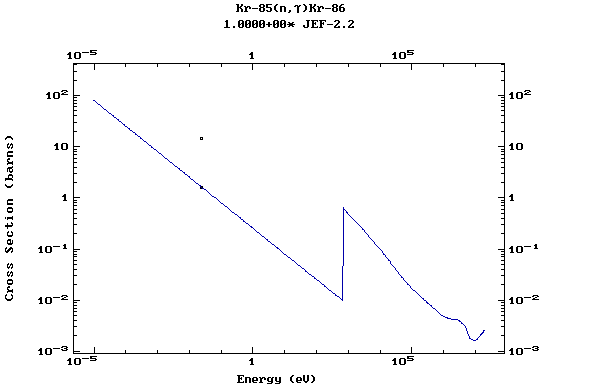 Kr-85(n,γ)Kr-86
1.0000+00* JEF-2.2
10⁻⁵ 1 10⁵
10² 10²
10 10
1 1
10⁻¹ 10⁻¹
10⁻² 10⁻²
10⁻³ 10⁻³
10⁻⁵ 1 10⁵
Cross Section (barns)
Energy (eV)